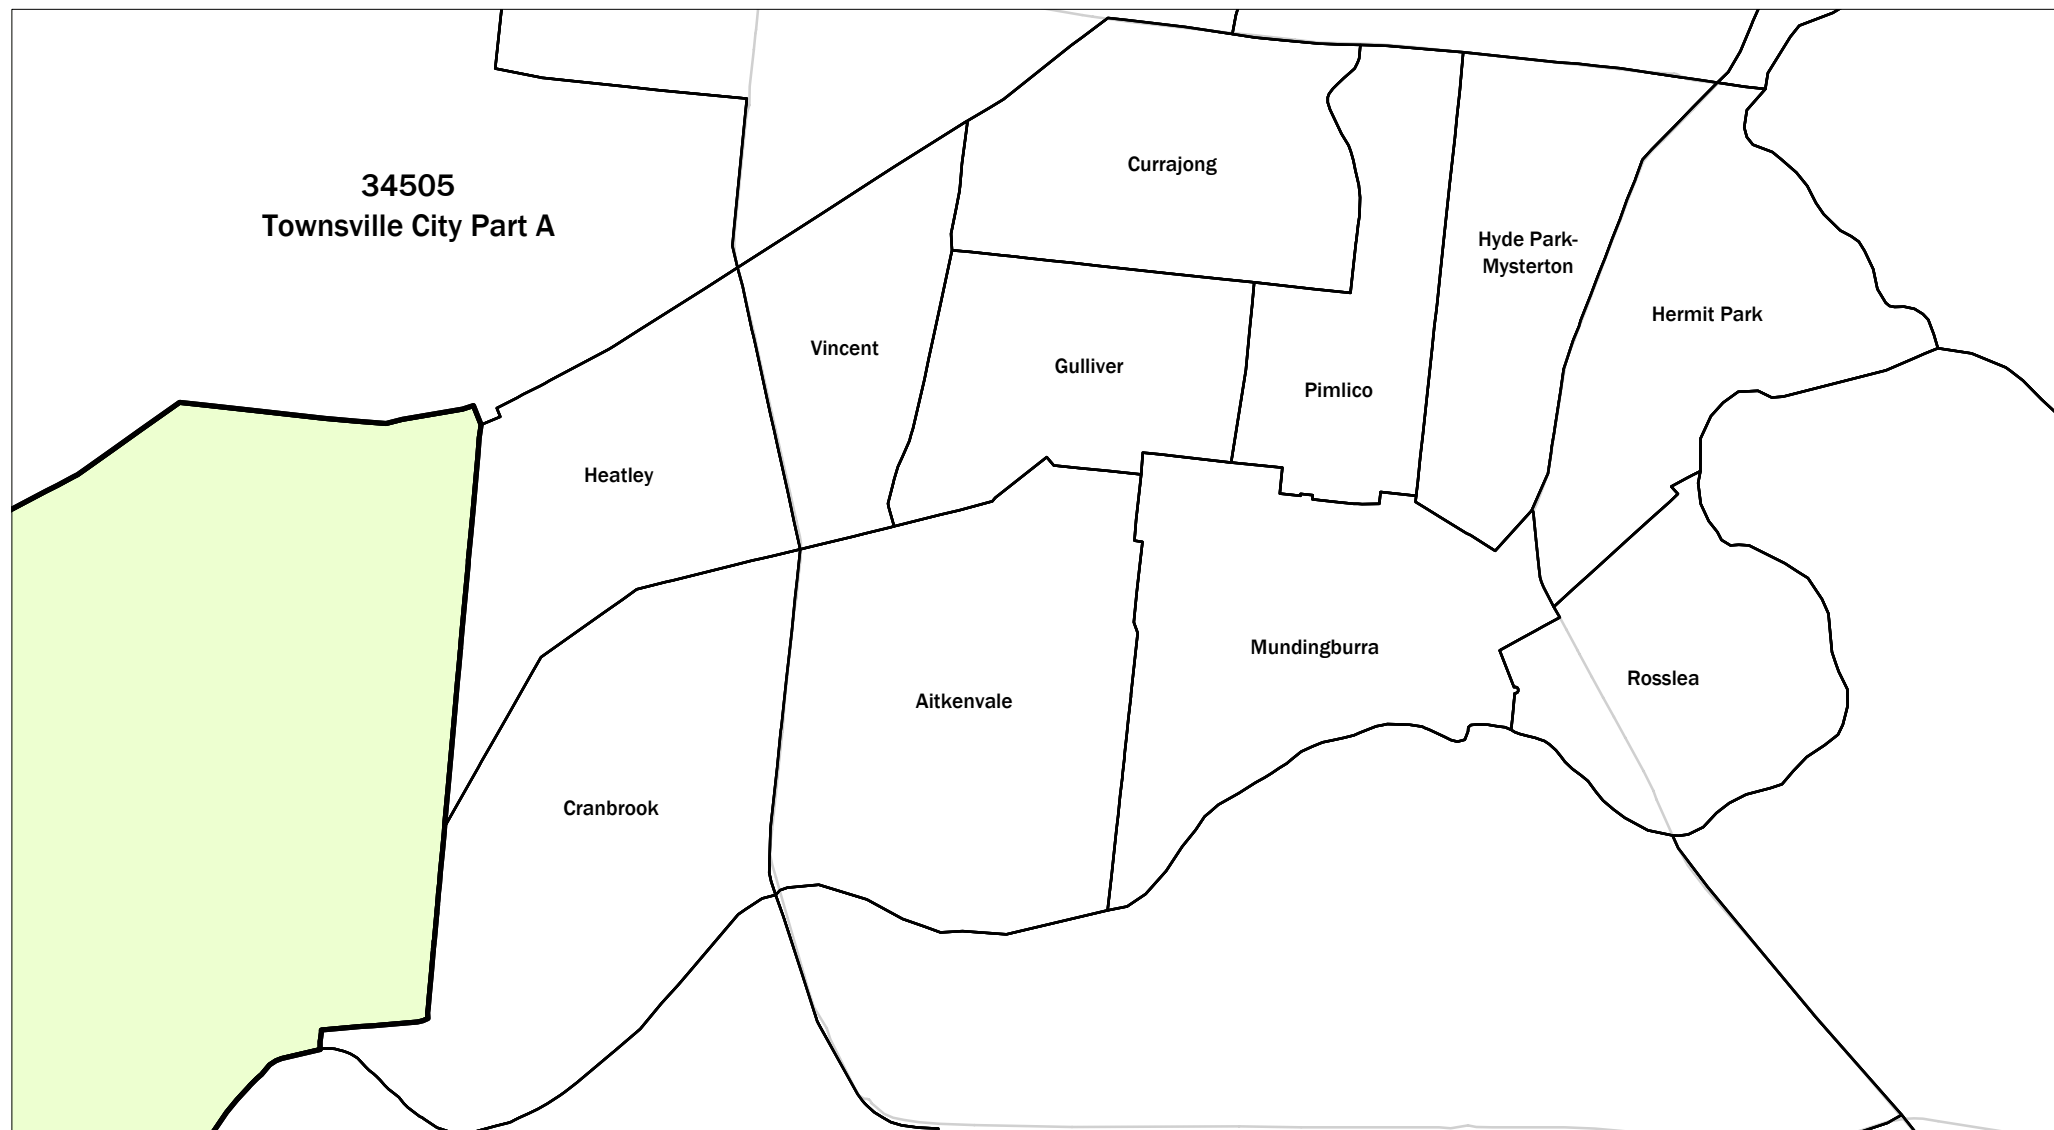 Currajong
34505
Townsville City Part A
Hyde Park-
Mysterton
Hermit Park
Vincent
Gulliver
Pimlico
Heatley
Mundingburra
Rosslea
Aitkenvale
Cranbrook